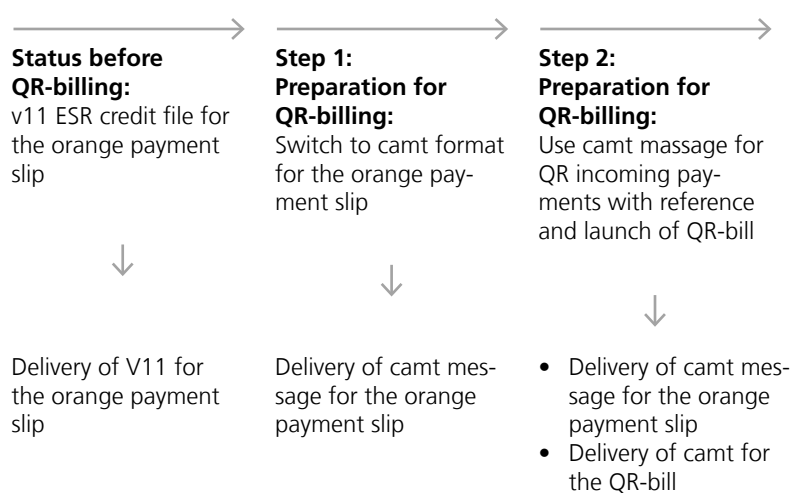 Status before
QR-billing:
v11 ESR credit file for
the orange payment
slip
Delivery of V11 for
the orange payment
slip
Step 1:
Preparation for
QR-billing:
Switch to camt format
for the orange pay-
ment slip
Delivery of camt mes-
sage for the orange
payment slip
Step 2:
Preparation for
QR-billing:
Use camt massage for
QR incoming pay-
ments with reference
and launch of QR-bill
• Delivery of camt mes-
sage for the orange
payment slip
• Delivery of camt for
the QR-bill